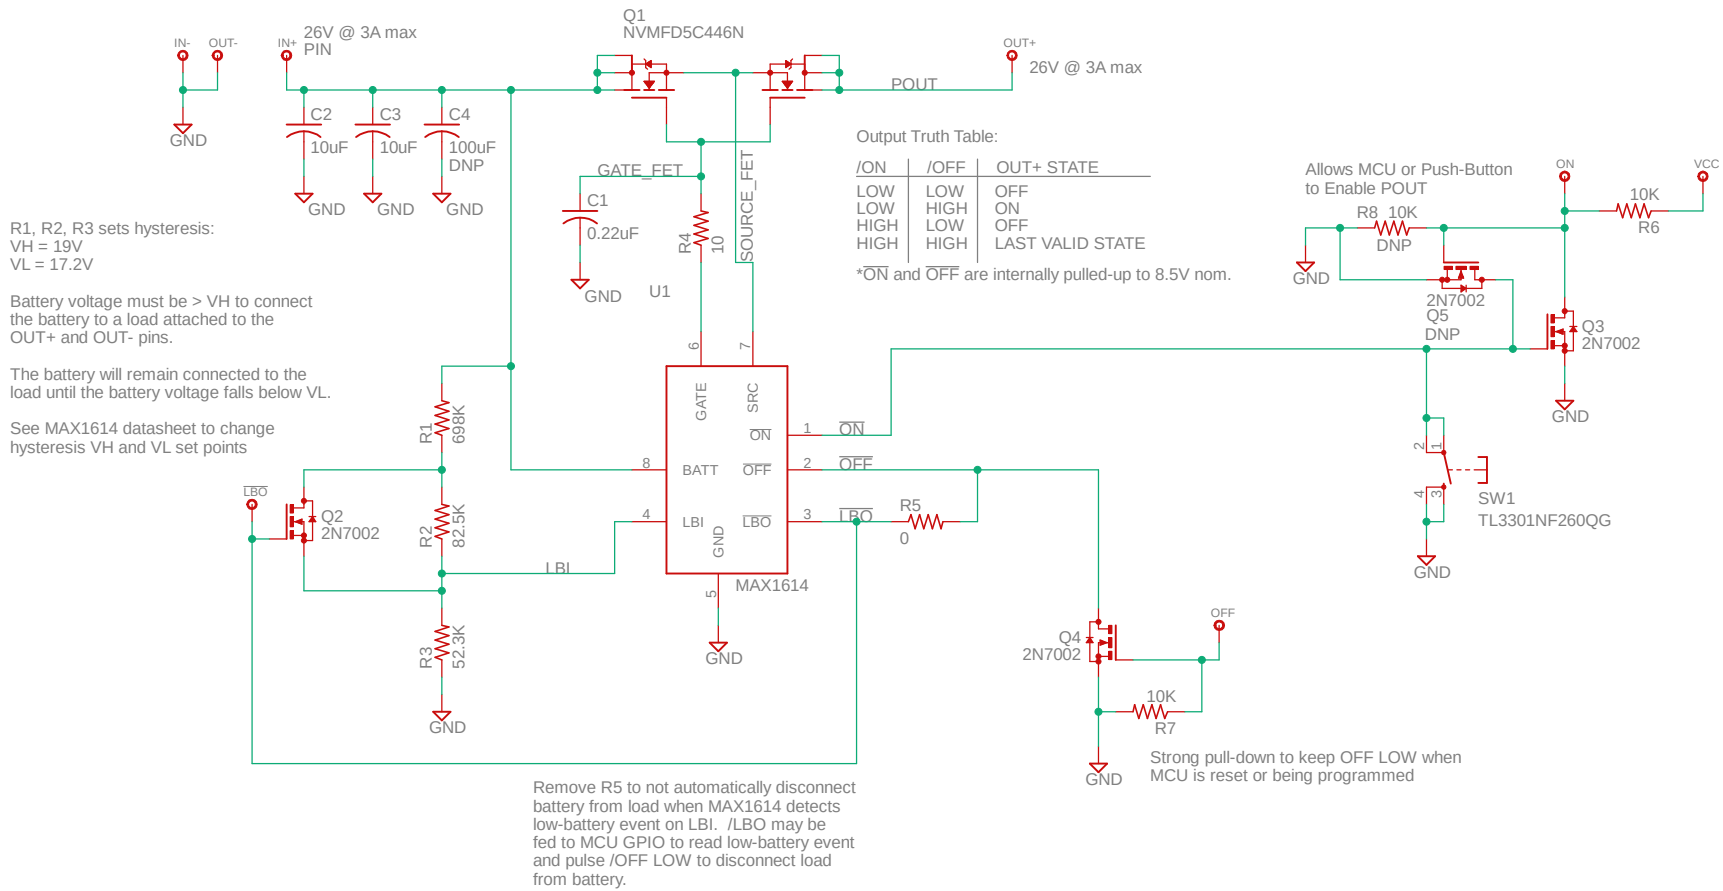 Q1
NVMFD5C446N
IN-
OUT-
IN+
26V @ 3A max
PIN
OUT+
26V @ 3A max
POUT
GND
C2
10uF
GND
C3
10uF
GND
C4
100uF
DNP
GND
GATE_FET
SOURCE_FET
C1
0.22uF
GND
R4
10
U1
Output Truth Table:
/ON /OFF OUT+ STATE
LOW LOW OFF
LOW HIGH ON
HIGH LOW OFF
HIGH HIGH LAST VALID STATE
*ON and OFF are internally pulled-up to 8.5V nom.
Allows MCU or Push-Button
to Enable POUT
ON
VCC
10K
R6
R8 10K
DNP
GND
2N7002
Q5
DNP
Q3
2N7002
GND
R1, R2, R3 sets hysteresis:
VH = 19V
VL = 17.2V
Battery voltage must be > VH to connect
the battery to a load attached to the
OUT+ and OUT- pins.
The battery will remain connected to the
load until the battery voltage falls below VL.
See MAX1614 datasheet to change
hysteresis VH and VL set points
R1
698K
LBO
Q2
2N7002
R2
82.5K
LBI
R3
52.3K
GND
6
7
GATE
SRC
ON
1
ON
8
BATT
OFF
2
OFF
4
LBI
LBO
3
LBO
GND
5
MAX1614
GND
R5
0
2
1
4
3
SW1
TL3301NF260QG
GND
Q4
2N7002
OFF
10K
R7
GND
Strong pull-down to keep OFF LOW when
MCU is reset or being programmed
Remove R5 to not automatically disconnect
battery from load when MAX1614 detects
low-battery event on LBI.  /LBO may be
fed to MCU GPIO to read low-battery event
and pulse /OFF LOW to disconnect load
from battery.